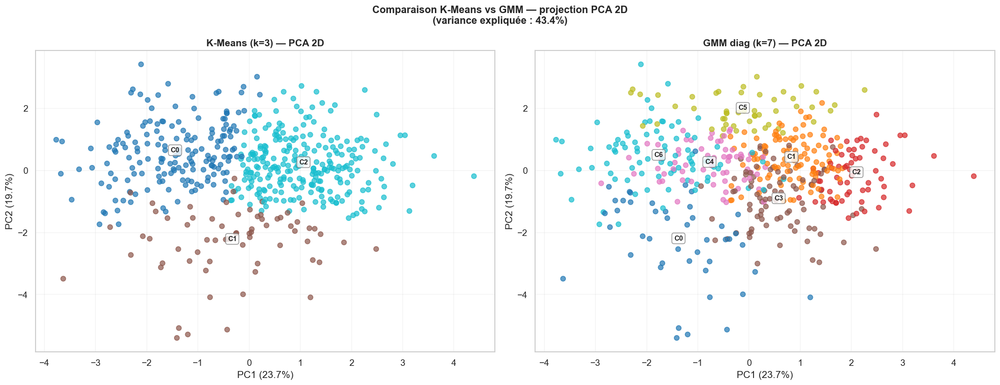 Comparaison K-Means vs GMM — projection PCA 2D
(variance expliquée : 43.4%)
K-Means (k=3) — PCA 2D
PC2 (19.7%)
2
0
−2
−4
C0
C2
C1
−4 −3 −2 −1 0 1 2 3 4
PC1 (23.7%)
GMM diag (k=7) — PCA 2D
PC2 (19.7%)
2
0
−2
−4
C5
C6
C4
C1
C2
C3
C0
−4 −3 −2 −1 0 1 2 3 4
PC1 (23.7%)